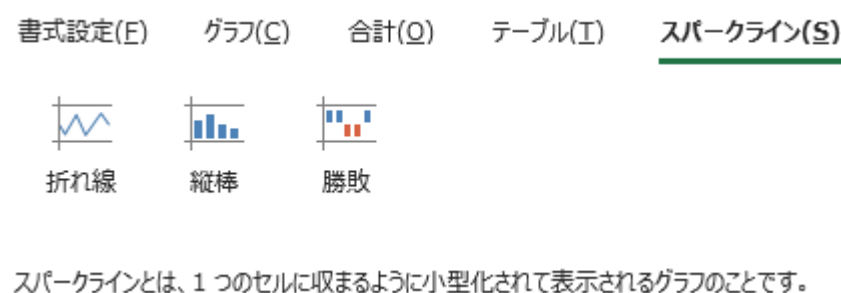 書式設定(F) グラフ(C) 合計(O) テーブル(T) スパークライン(S)
折れ線 縦棒 勝敗
スパークラインとは、1 つのセルに収まるように小型化されて表示されるグラフのことです。